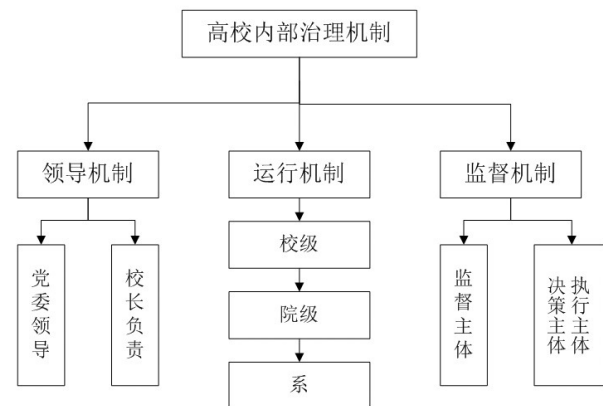 高校内部治理机制
领导机制
运行机制
监督机制
党委领导
校长负责
校级
院级
系
监督主体
决策主体
执行主体